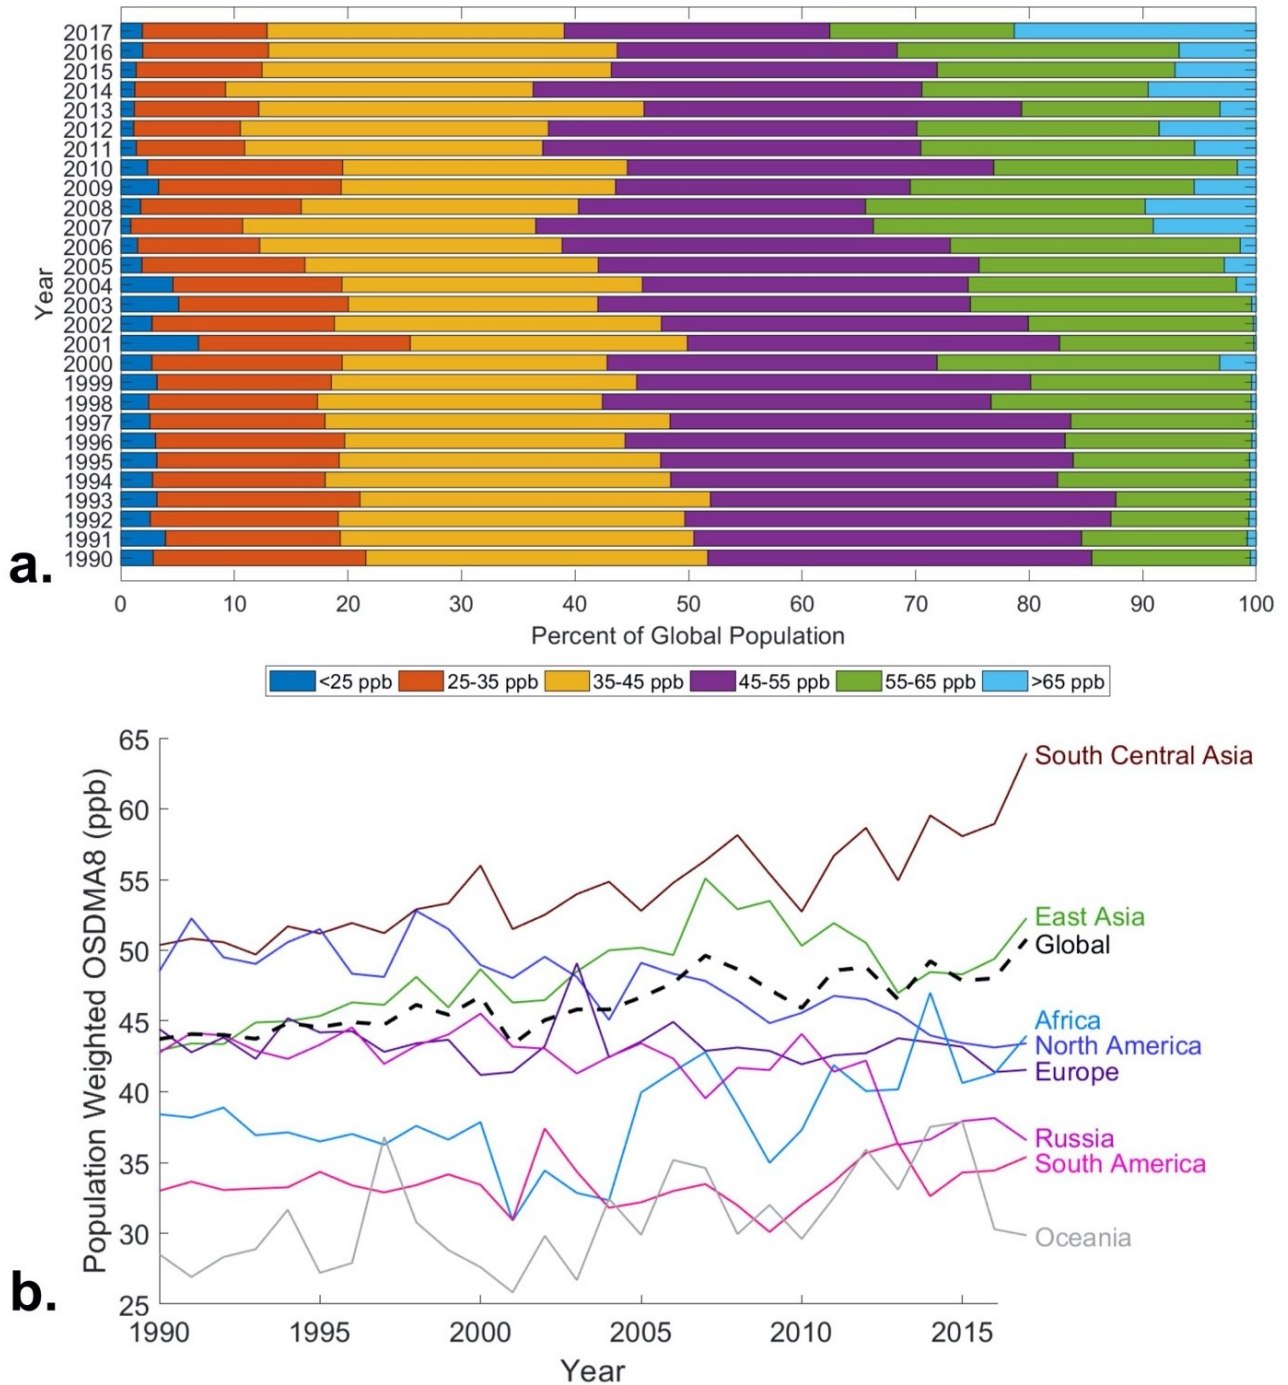 2017
2016
2015
2014
2013
2012
2011
2010
2009
2008
2007
2006
2005
2004
2003
2002
2001
2000
1999
1998
1997
1996
1995
1994
1993
1992
1991
1990
Year
a.
0 10 20 30 40 50 60 70 80 90 100
Percent of Global Population
<25 ppb 25-35 ppb 35-45 ppb 45-55 ppb 55-65 ppb >65 ppb
65
60
55
50
45
40
35
30
25
Population Weighted OSDMA8 (ppb)
South Central Asia
East Asia
Global
Africa
North America
Europe
Russia
South America
Oceania
b.
1990 1995 2000 2005 2010 2015
Year